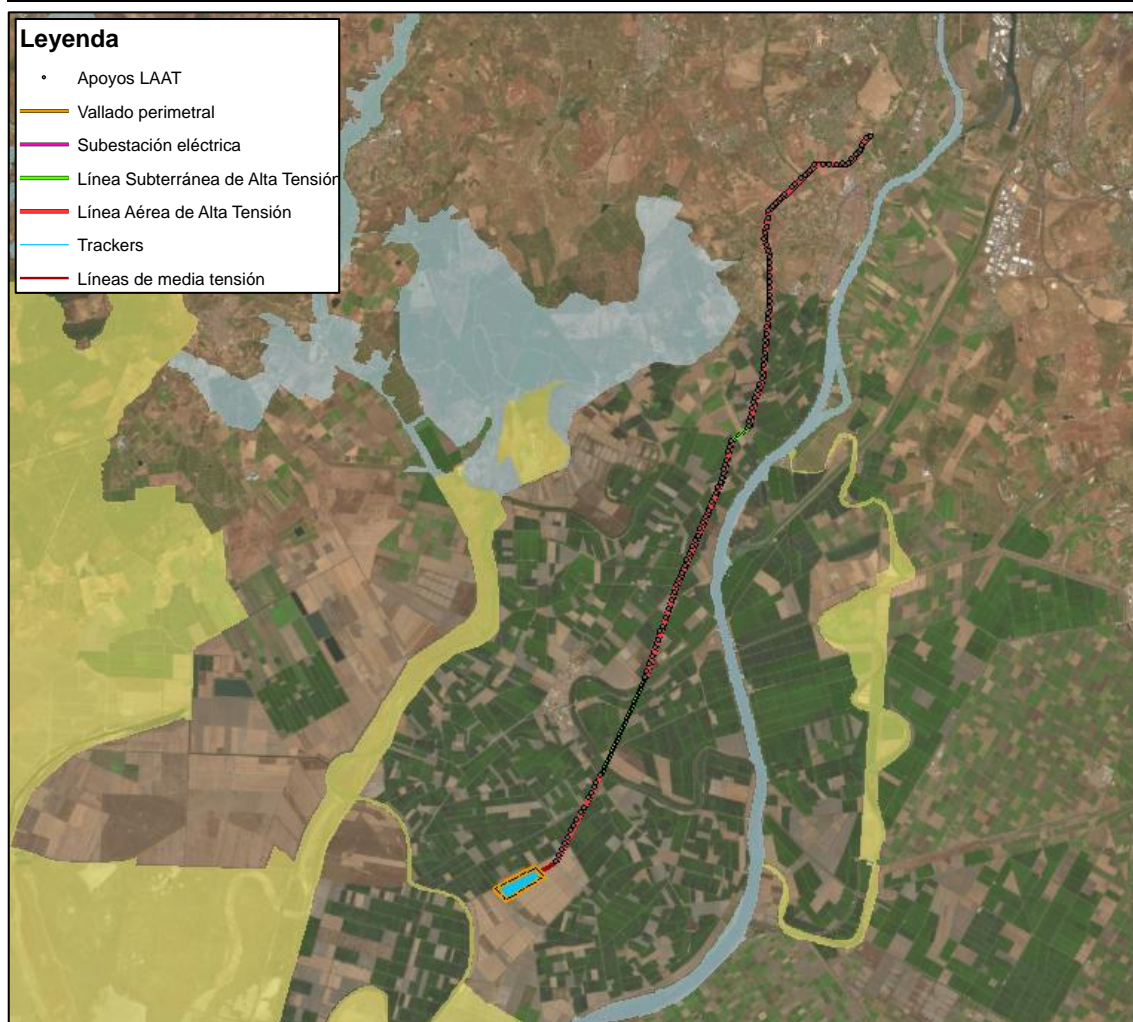 Leyenda
Apoyos LAAT
Vallado perimetral
Subestación eléctrica
Línea Subterránea de Alta Tensión
Línea Aérea de Alta Tensión
Trackers
Líneas de media tensión